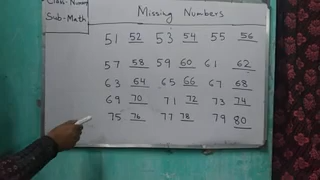 Class-Nursery
Sub-Math
Missing Numbers
51 52 53 54 55 56
57 58 59 60 61 62
63 64 65 66 67 68
69 70 71 72 73 74
75 76 77 78 79 80